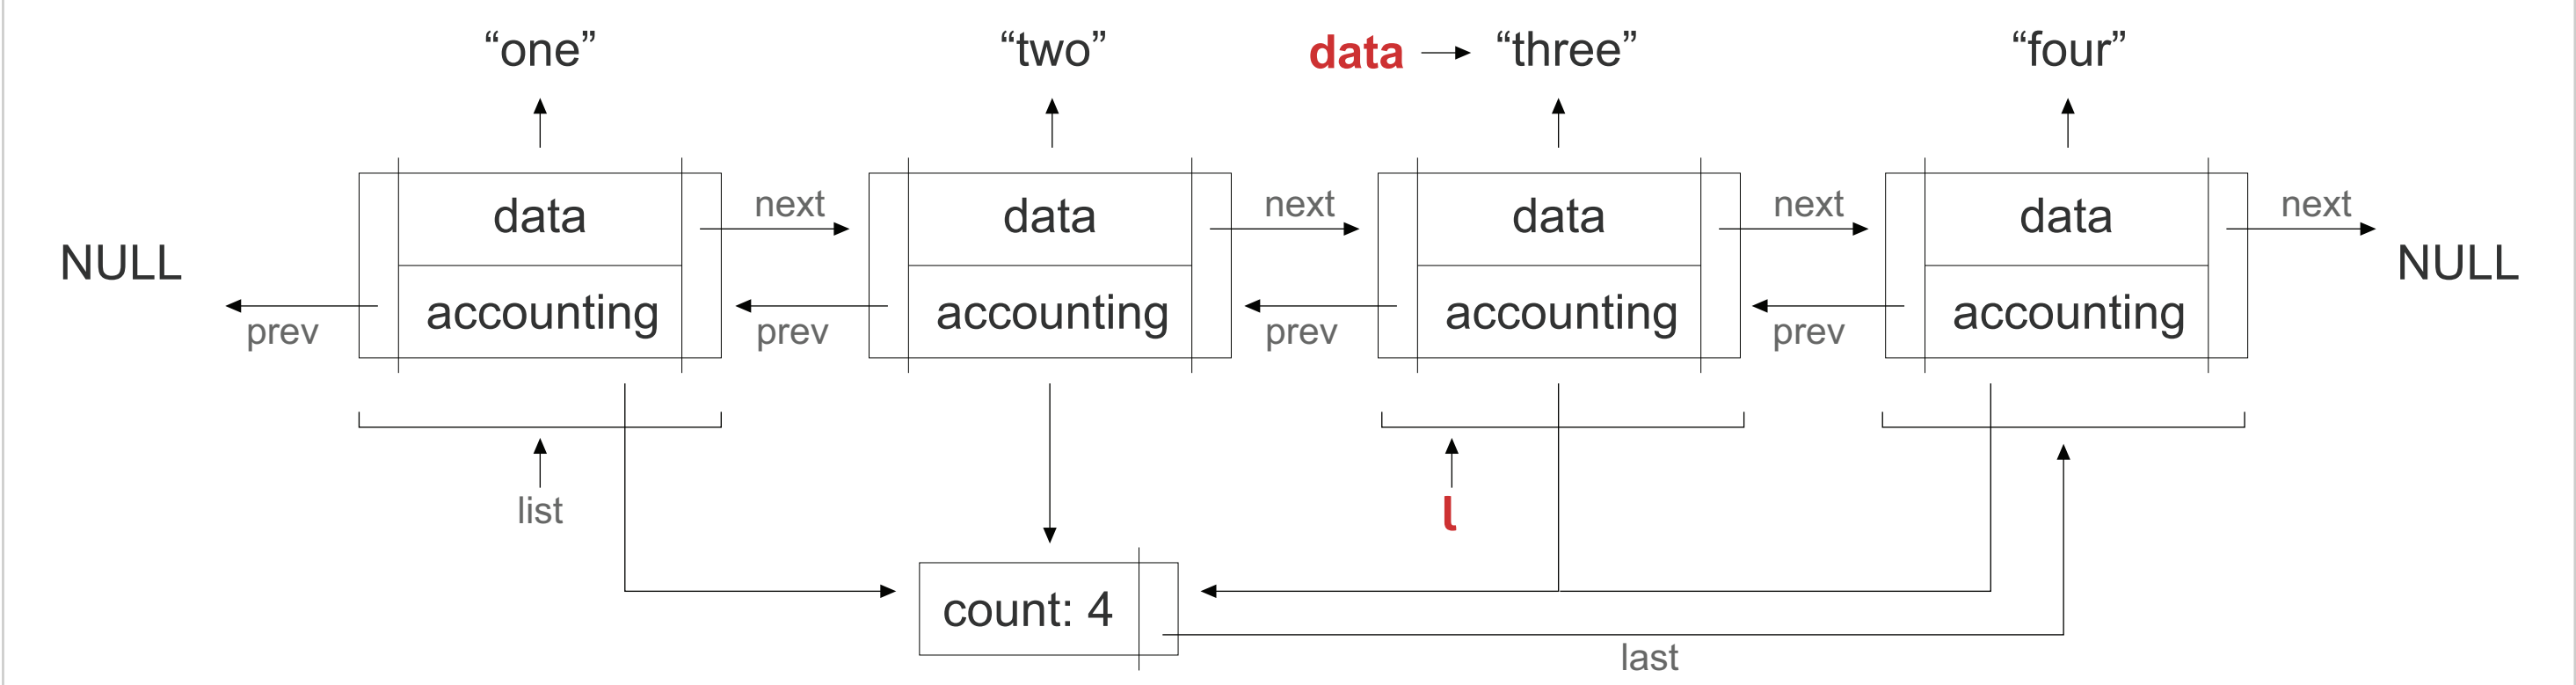 “one” “two” data “three” “four”
next next next next
data data data data
NULL NULL
accounting accounting accounting accounting
prev prev prev prev
list l
count: 4
last